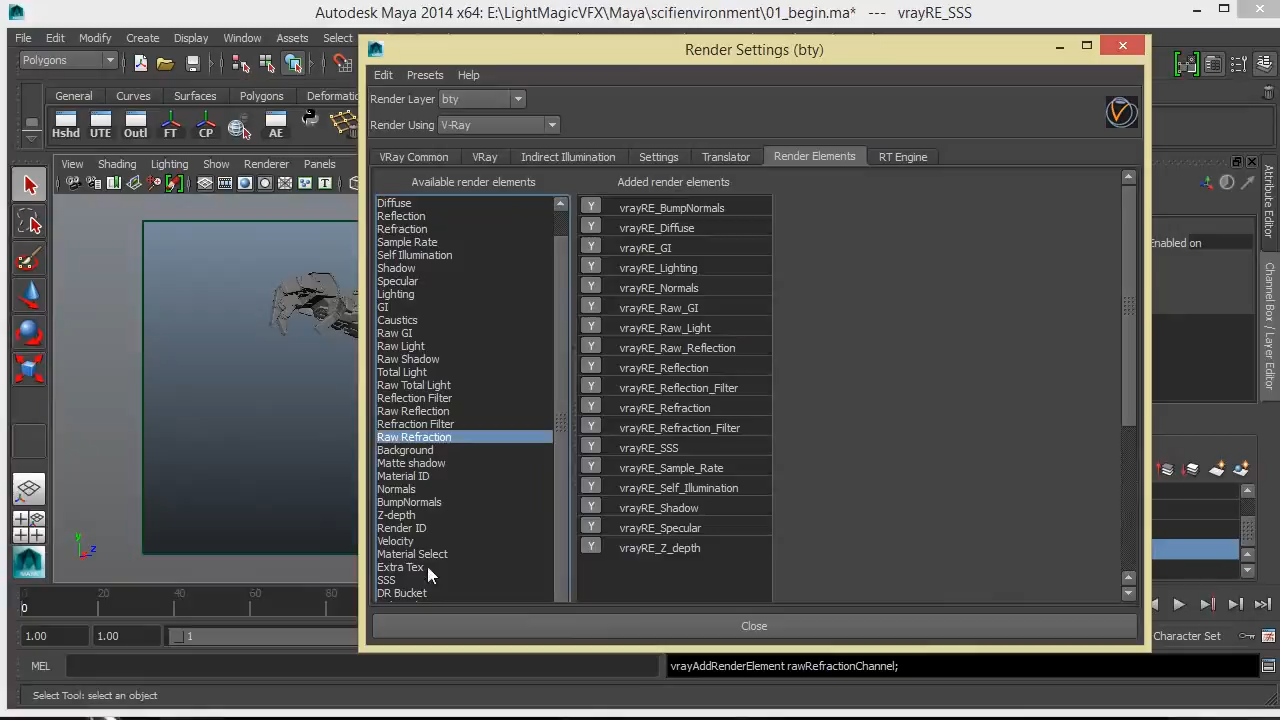 Autodesk Maya 2014 x64: E:\LightMagicVFX\Maya\scifienvironment\01_begin.ma* --- vrayRE_SSS
File Edit Modify Create Display Window Assets Select
Render Settings (bty)
Polygons
Edit Presets Help
General Curves Surfaces Polygons Deformatio
Render Layer bty
Render Using V-Ray
Hshd UTE Outl FT CP AE
VRay Common VRay Indirect Illumination Settings Translator Render Elements RT Engine
View Shading Lighting Show Renderer Panels
Available render elements Added render elements
Diffuse
Reflection
Refraction
Sample Rate
Self Illumination
Shadow
Specular
Lighting
GI
Caustics
Raw GI
Raw Light
Raw Shadow
Total Light
Raw Total Light
Reflection Filter
Raw Reflection
Refraction Filter
Raw Refraction
Background
Matte shadow
Material ID
Normals
BumpNormals
Z-depth
Render ID
Velocity
Material Select
Extra Tex
SSS
DR Bucket
Y vrayRE_BumpNormals
Y vrayRE_Diffuse
Y vrayRE_GI
Y vrayRE_Lighting
Y vrayRE_Normals
Y vrayRE_Raw_GI
Y vrayRE_Raw_Light
Y vrayRE_Raw_Reflection
Y vrayRE_Reflection
Y vrayRE_Reflection_Filter
Y vrayRE_Refraction
Y vrayRE_Refraction_Filter
Y vrayRE_SSS
Y vrayRE_Sample_Rate
Y vrayRE_Self_Illumination
Y vrayRE_Shadow
Y vrayRE_Specular
Y vrayRE_Z_depth
Enabled on
Attribute Editor
Channel Box / Layer Editor
y
z
20 40 60 80
0
Close
1.00 1.00 1
Character Set
MEL
vrayAddRenderElement rawRefractionChannel;
Select Tool: select an object